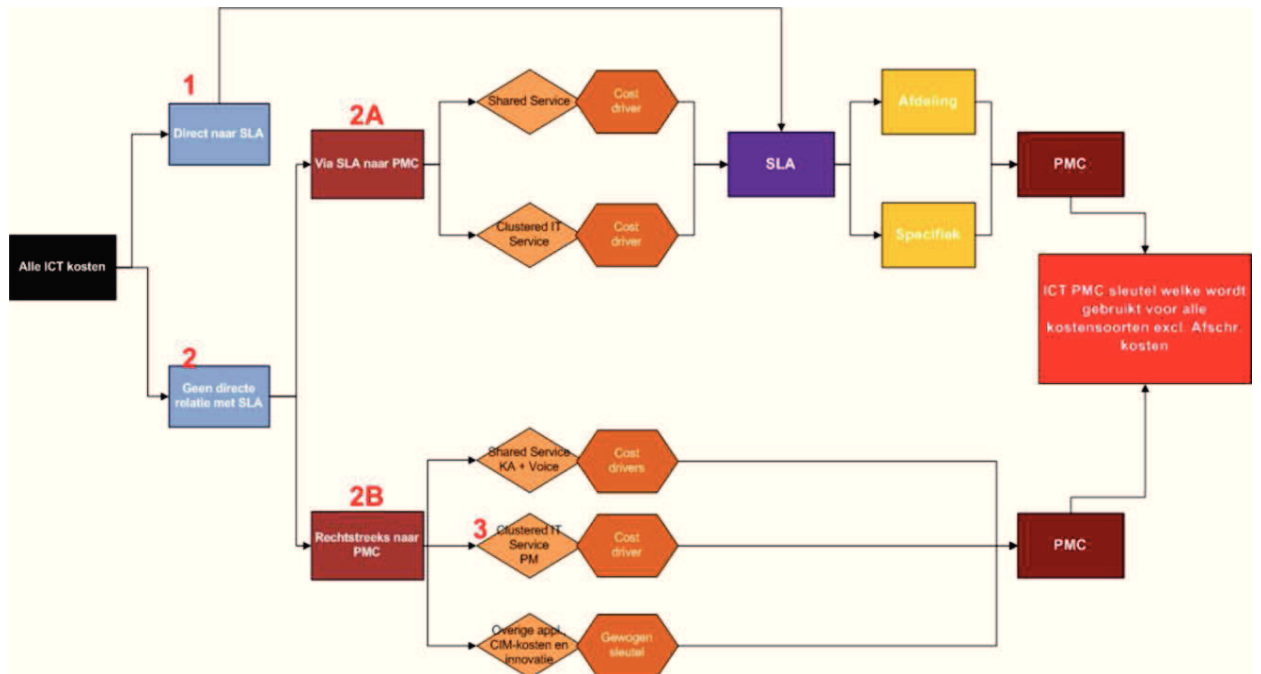 1
Direct naar SLA
2A
Via SLA naar PMC
Shared Service
Cost
driver
Clustered IT
Service
Cost
driver
SLA
Afdeling
Specifiek
PMC
Alle ICT kosten
ICT PMC sleutel welke wordt
gebruikt voor alle
kostensoorten excl. Afschr.
kosten
2
Geen directe
relatie met SLA
2B
Rechtstreeks naar
PMC
Shared Service
KA + Voice
Cost
drivers
3
Clustered IT
Service
PM
Cost
driver
Overige appl.,
CIM-kosten en
innovatie
Gewogen
sleutel
PMC